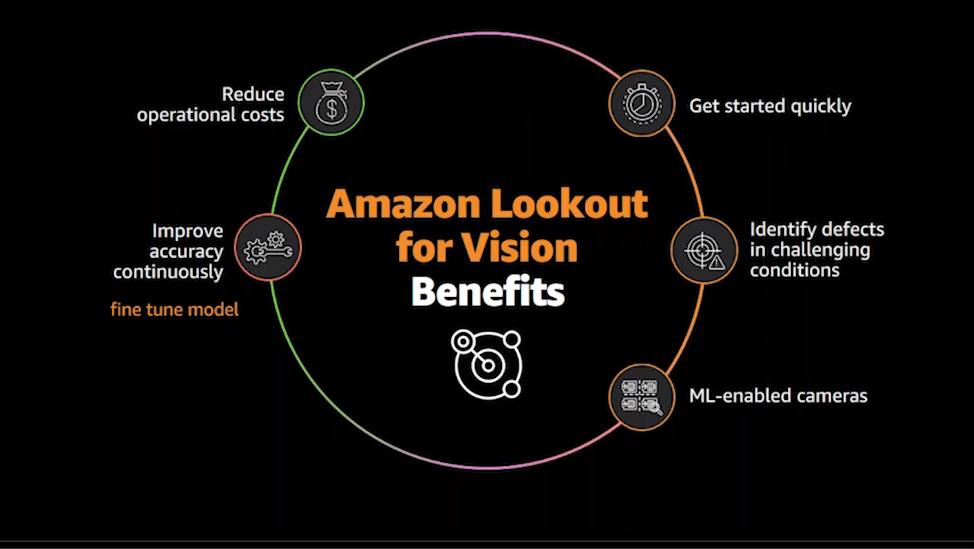 Amazon Lookout
for Vision
Benefits
Reduce
operational costs
Improve
accuracy
continuously
fine tune model
Get started quickly
Identify defects
in challenging
conditions
ML-enabled cameras